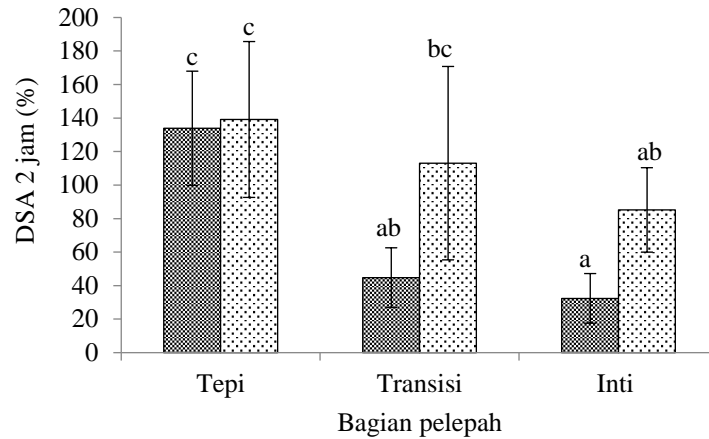 200
180
160
140
120
100
80
60
40
20
0
DSA 2 jam (%)
c
c
ab
bc
a
ab
Tepi
Transisi
Inti
Bagian pelepah